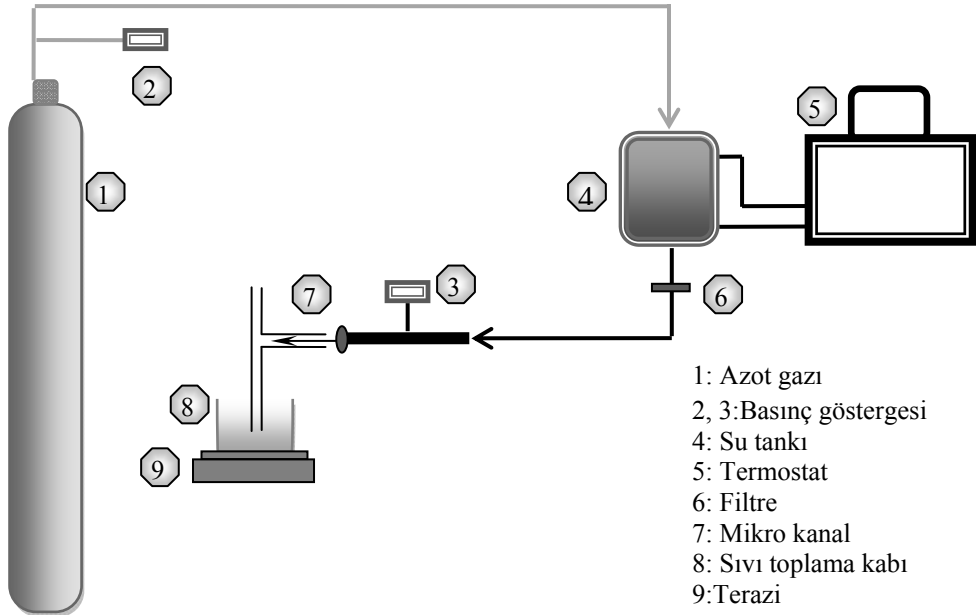 2
5
1
4
7
3
6
8
9
1: Azot gazı
2, 3:Basınç göstergesi
4: Su tankı
5: Termostat
6: Filtre
7: Mikro kanal
8: Sıvı toplama kabı
9:Terazi